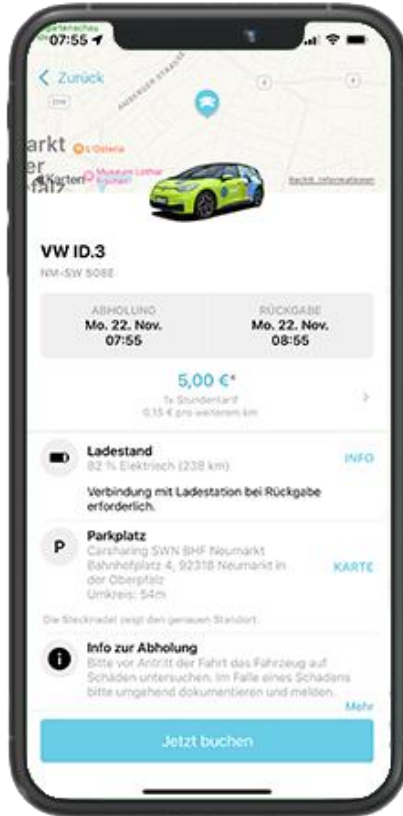 07:55
Zurück
AMBERGER STRASSE
L'Osteria
Museum Lothar
Fischer
arkt
er
falz
Karten
Rechtl. Informationen
VW ID.3
NM-SW 508E
ABHOLUNG
Mo. 22. Nov.
07:55
RÜCKGABE
Mo. 22. Nov.
08:55
5,00 €*
1x Stundentarif
0,15 € pro weiterem km
Ladestand
82 % Elektrisch (238 km)
INFO
Verbindung mit Ladestation bei Rückgabe
erforderlich.
P
Parkplatz
Carsharing SWN BHF Neumarkt
Bahnhofplatz 4, 92318 Neumarkt in
der Oberpfalz
Umkreis: 54m
KARTE
Die Stecknadel zeigt den genauen Standort.
i
Info zur Abholung
Bitte vor Antritt der Fahrt das Fahrzeug auf
Schäden untersuchen. Im Falle eines Schadens
bitte umgehend dokumentieren und melden.
Mehr
Jetzt buchen